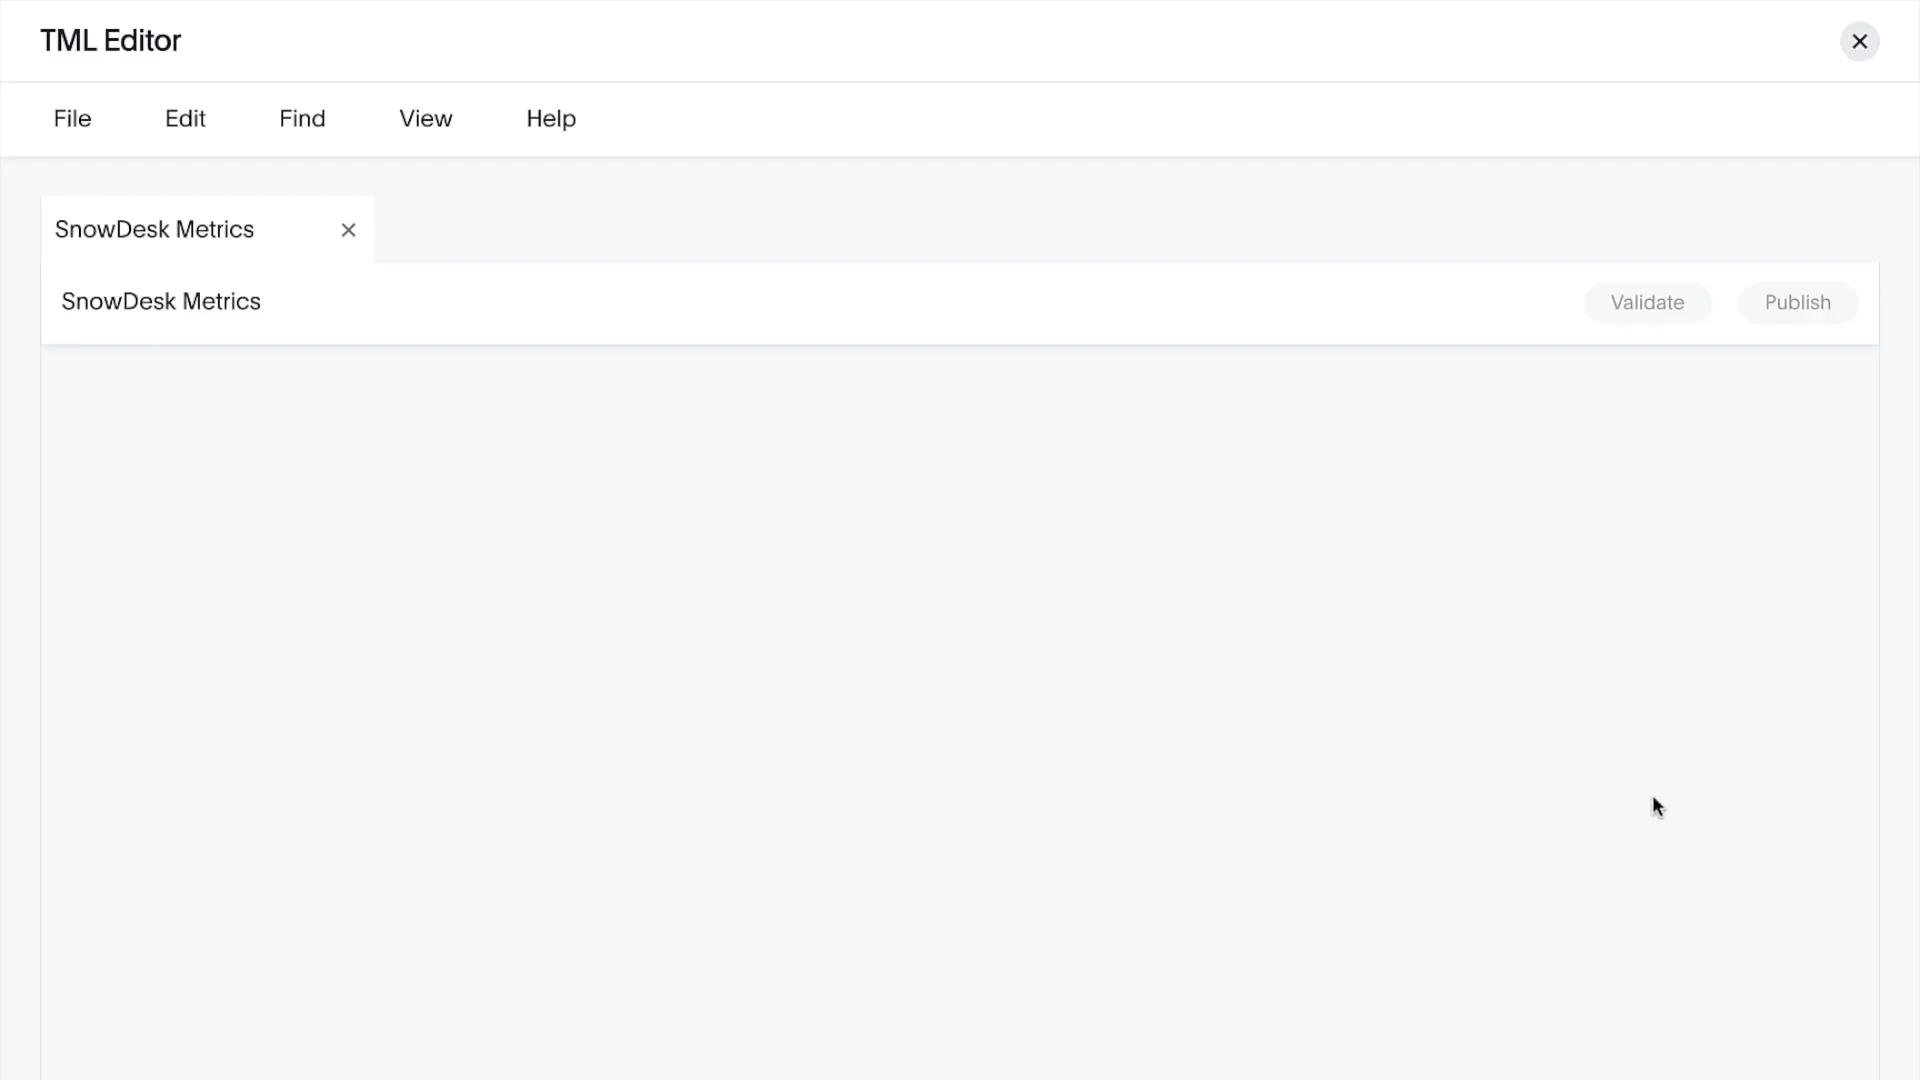 TML Editor
File Edit Find View Help
SnowDesk Metrics
SnowDesk Metrics Validate Publish